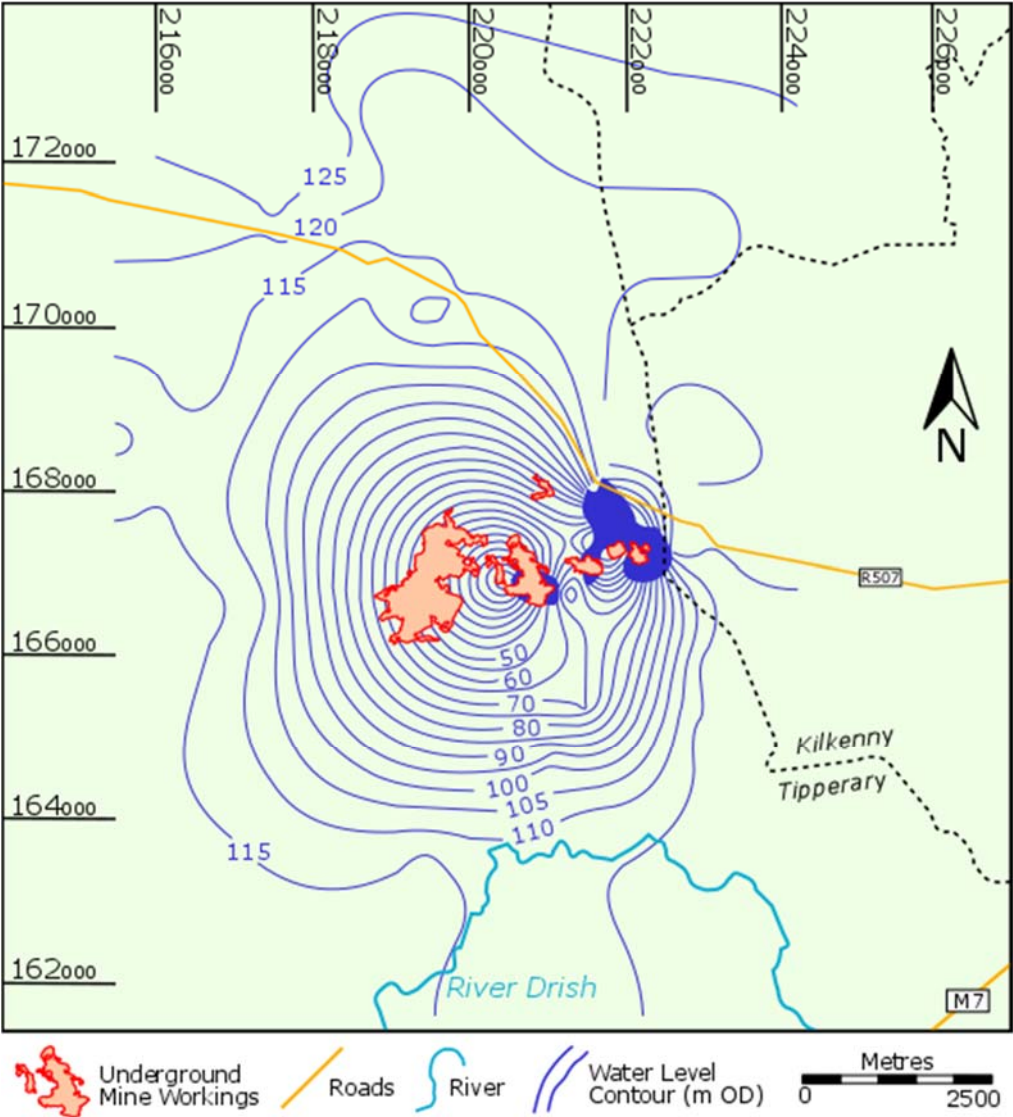 216000
218000
220000
222000
224000
226000
172000
125
120
115
170000
168000
N
R507
166000
50
60
70
80
90
100
105
110
Kilkenny
Tipperary
164000
115
162000
River Drish
M7
Underground
Mine Workings
Roads
River
Water Level
Contour (m OD)
Metres
0 2500